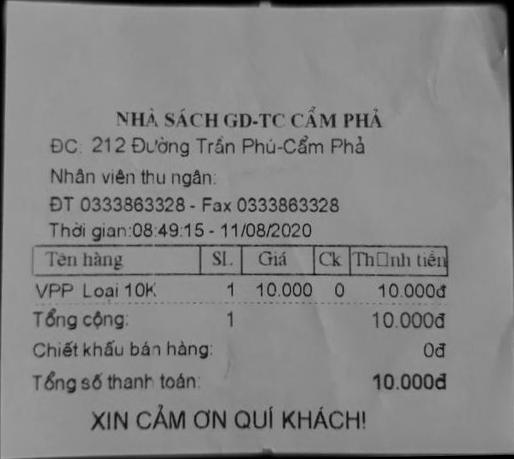 NHÀ SÁCH GD-TC CẨM PHẢ
ĐC: 212 Đường Trần Phú-Cẩm Phả
Nhân viên thu ngân:
ĐT 0333863328 - Fax 0333863328
Thời gian:08:49:15 - 11/08/2020
Tên hàng SL Giá Ck Th□nh tiền
VPP Loai 10K 1 10.000 0 10.000đ
Tổng cộng: 1 10.000đ
Chiết khấu bán hàng: 0đ
Tổng số thanh toán: 10.000đ
XIN CẢM ƠN QUÍ KHÁCH!